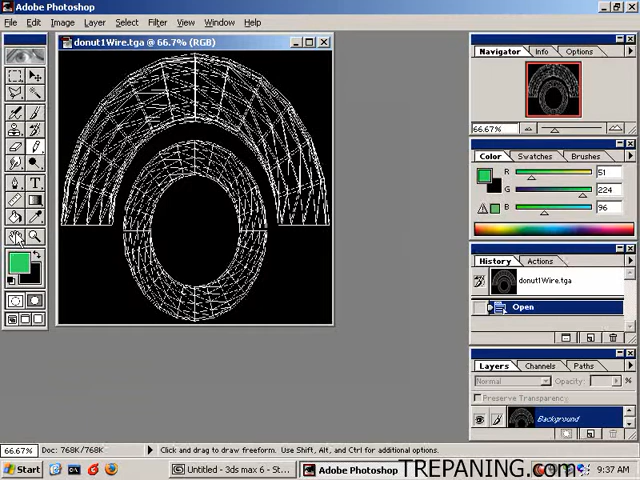 Adobe Photoshop
File Edit Image Layer Select Filter View Window Help
donut1Wire.tga @ 66.7% (RGB)
Navigator Info Options
66.67%
Color Swatches Brushes
R 51
G 224
B 96
History Actions
donut1Wire.tga
Open
Layers Channels Paths
Normal Opacity: %
Preserve Transparency
Background
66.67% Doc: 768K/768K Click and drag to draw freeform. Use Shift, Alt, and Ctrl for additional options.
Start Untitled - 3ds max 6 - St... Adobe Photoshop 9:37 AM
TREPANING.com